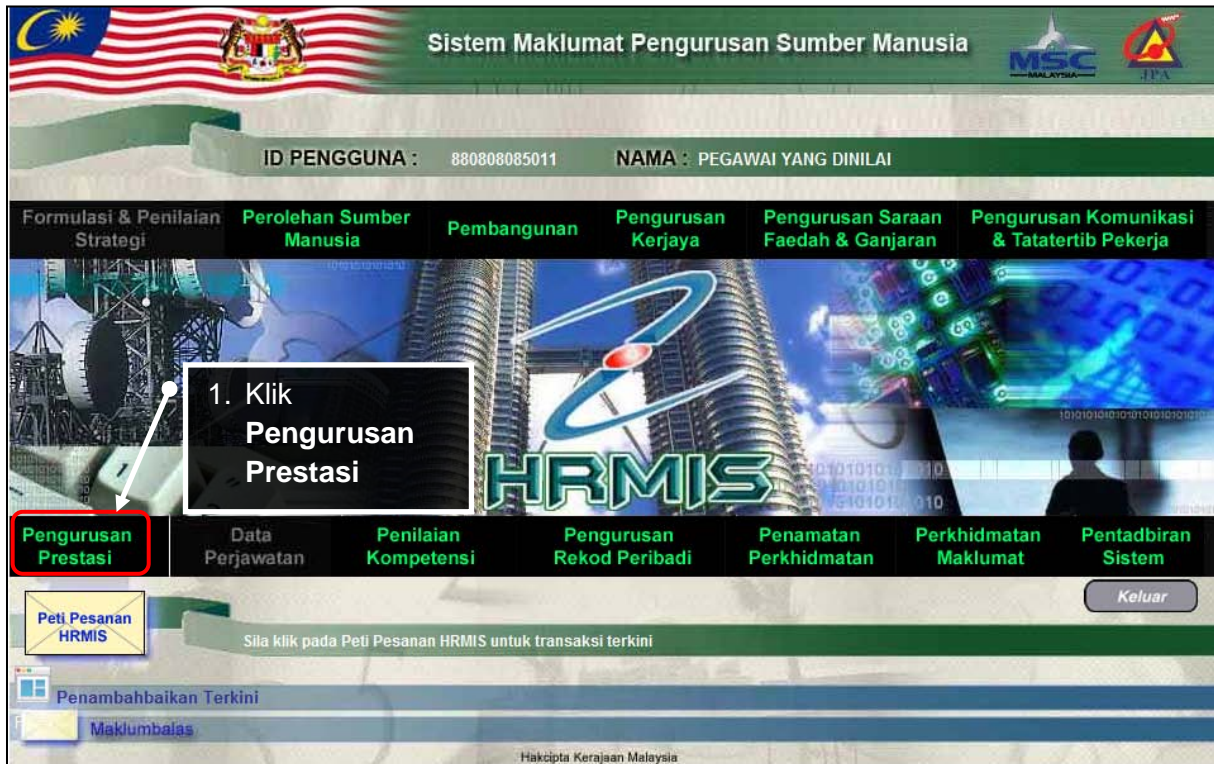 Sistem Maklumat Pengurusan Sumber Manusia
MSC
MALAYSIA
JPA
ID PENGGUNA : 880808085011 NAMA : PEGAWAI YANG DINILAI
Formulasi & Penilaian
Strategi
Perolehan Sumber
Manusia
Pembangunan
Pengurusan
Kerjaya
Pengurusan Saraan
Faedah & Ganjaran
Pengurusan Komunikasi
& Tatatertib Pekerja
1. Klik
Pengurusan
Prestasi
HRMIS
Pengurusan
Prestasi
Data
Perjawatan
Penilaian
Kompetensi
Pengurusan
Rekod Peribadi
Penamatan
Perkhidmatan
Perkhidmatan
Maklumat
Pentadbiran
Sistem
Keluar
Peti Pesanan
HRMIS
Sila klik pada Peti Pesanan HRMIS untuk transaksi terkini
Penambahbaikan Terkini
Maklumbalas
Hakcipta Kerajaan Malaysia